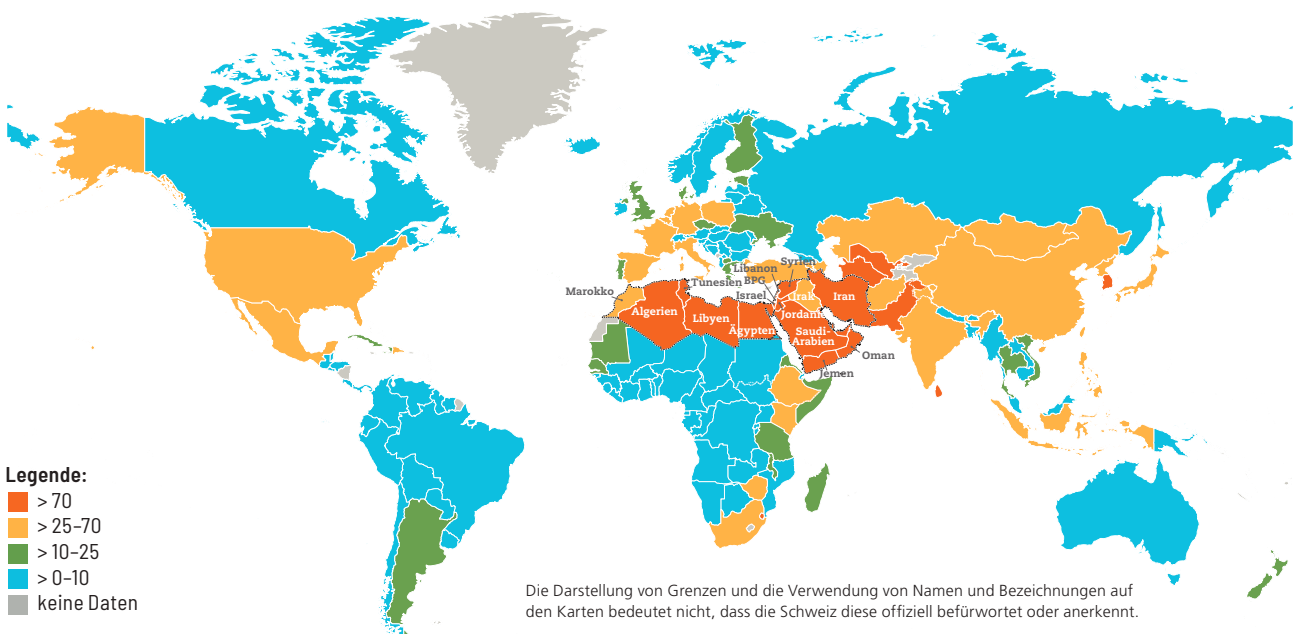 Syrien
Libanon
BPG
Tunesien
Marokko
Israel
Irak
Iran
Algerien
Libyen
Jordanie
Ägypten
Saudi-
Arabien
Oman
Jemen
Legende:
> 70
> 25–70
> 10–25
> 0–10
keine Daten
Die Darstellung von Grenzen und die Verwendung von Namen und Bezeichnungen auf
den Karten bedeutet nicht, dass die Schweiz diese offiziell befürwortet oder anerkennt.